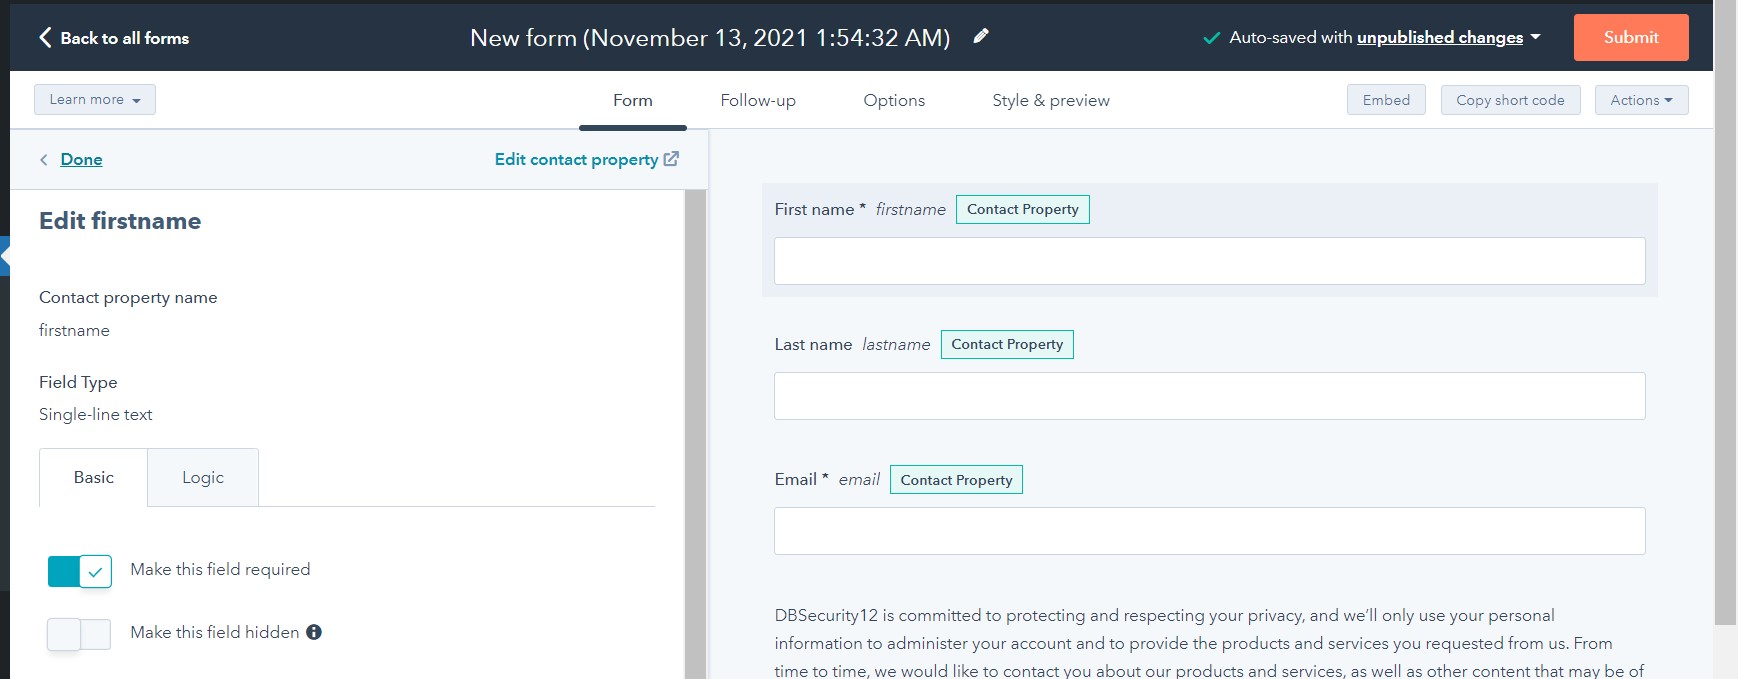 Back to all forms
New form (November 13, 2021 1:54:32 AM)
Auto-saved with unpublished changes
Submit
Learn more
Form
Follow-up
Options
Style & preview
Embed
Copy short code
Actions
Done
Edit contact property
Edit firstname
Contact property name
firstname
Field Type
Single-line text
Basic
Logic
Make this field required
Make this field hidden
First name * firstname Contact Property
Last name lastname Contact Property
Email * email Contact Property
DBSecurity12 is committed to protecting and respecting your privacy, and we’ll only use your personal
information to administer your account and to provide the products and services you requested from us. From
time to time, we would like to contact you about our products and services, as well as other content that may be of